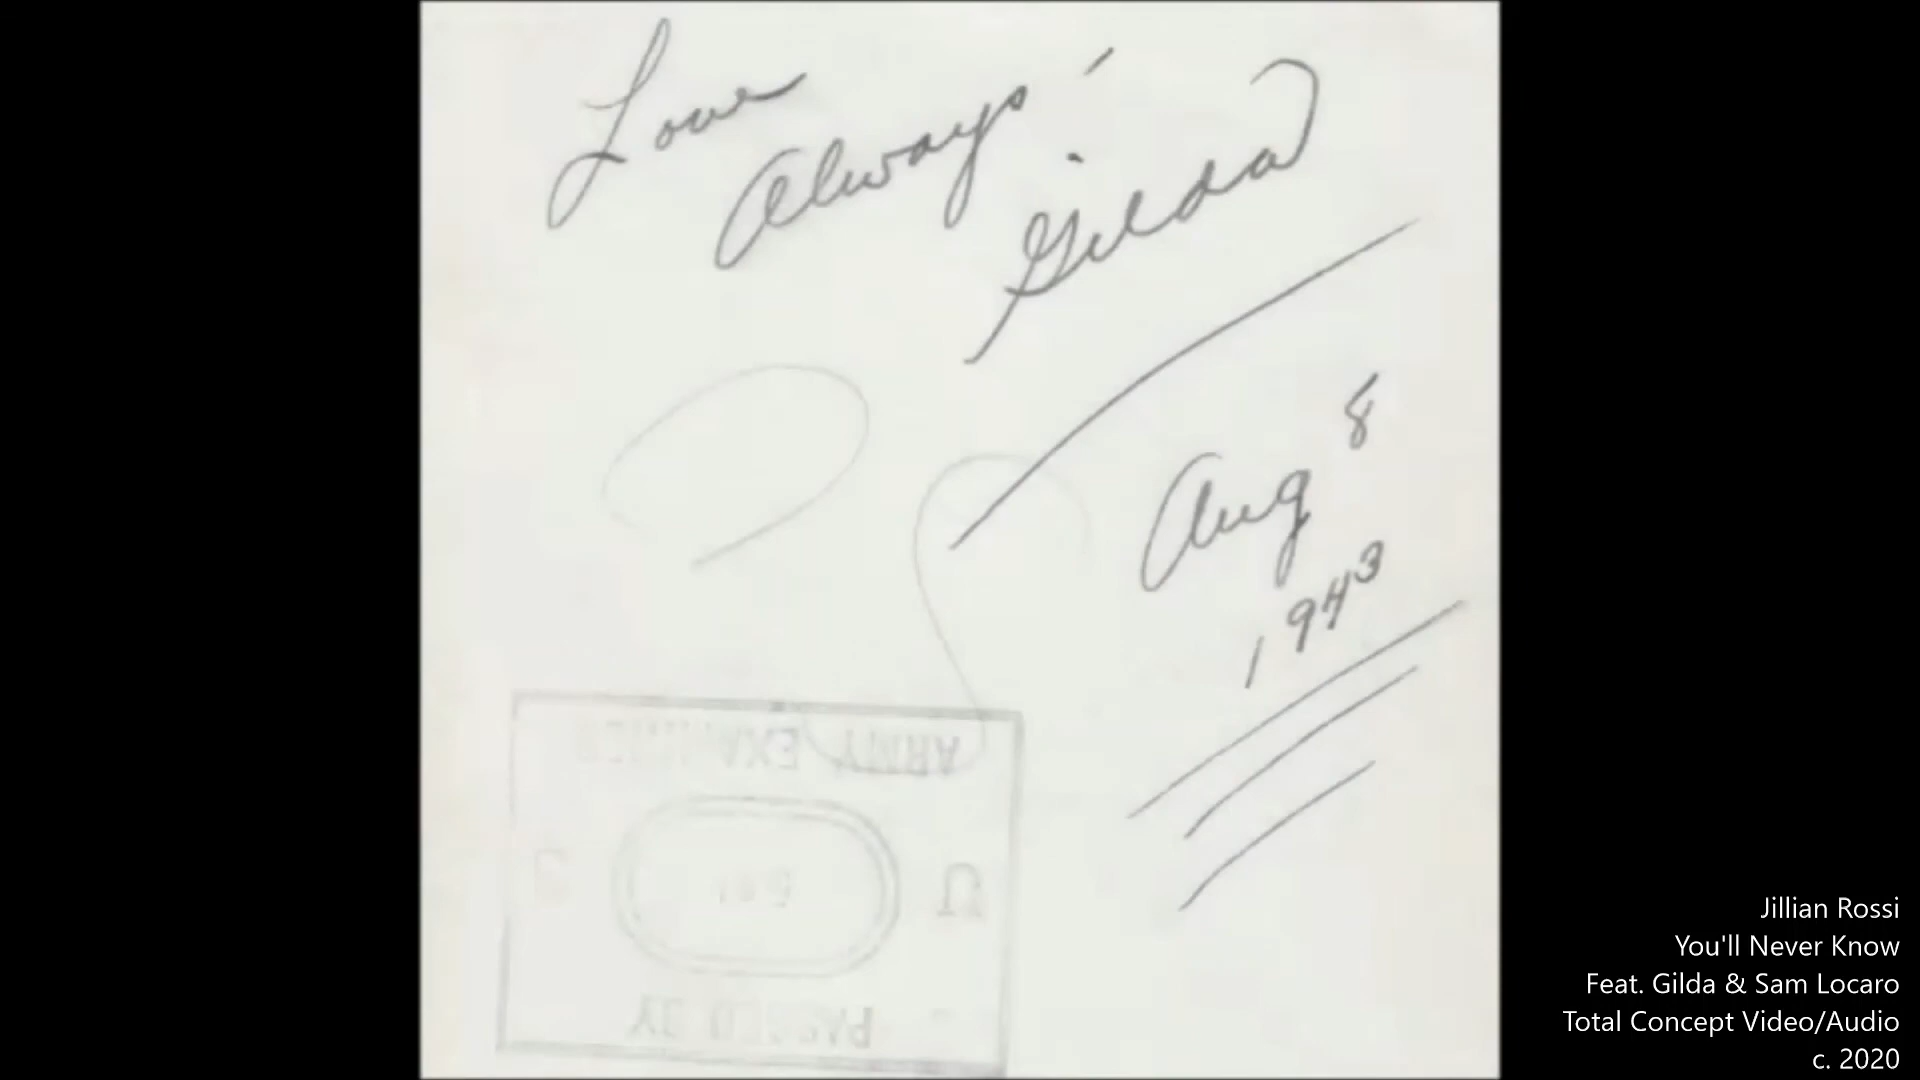 Love
Always
Gilda
Aug 8
1943
ARMY EXAMINER
U S
PASSED BY
Jillian Rossi
You'll Never Know
Feat. Gilda & Sam Locaro
Total Concept Video/Audio
c. 2020